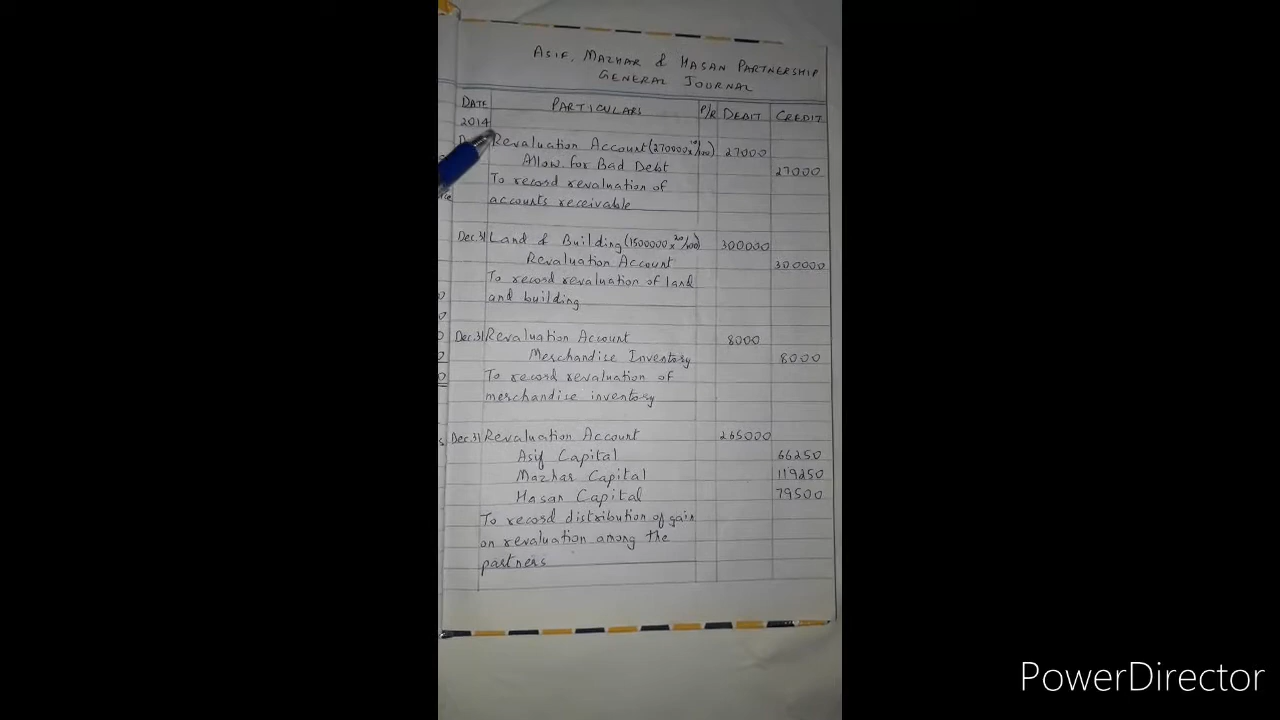 ASIF, MAZHAR & HASAN PARTNERSHIP
GENERAL JOURNAL
DATE PARTICULARS P/R DEBIT CREDIT
2014
Revaluation Account (270000x10/100) 27000
Allow for Bad Debt 27000
To record revaluation of
accounts receivable
Dec.31 Land & Building (1500000x20/100) 300000
Revaluation Account 300000
To record revaluation of land
and building
Dec.31 Revaluation Account 8000
Merchandice Inventory 8000
To record revaluation of
merchandice inventory
Dec.31 Revaluation Account 265000
Asif Capital 66250
Mazhar Capital 119250
Hasan Capital 79500
To record distribution of gain
on revaluation among the
partners
PowerDirector